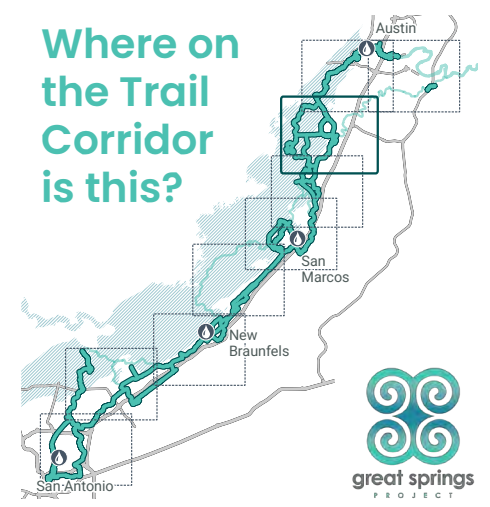 Where on
the Trail
Corridor
is this?
Austin
San
Marcos
New
Braunfels
San Antonio
great springs
PROJECT